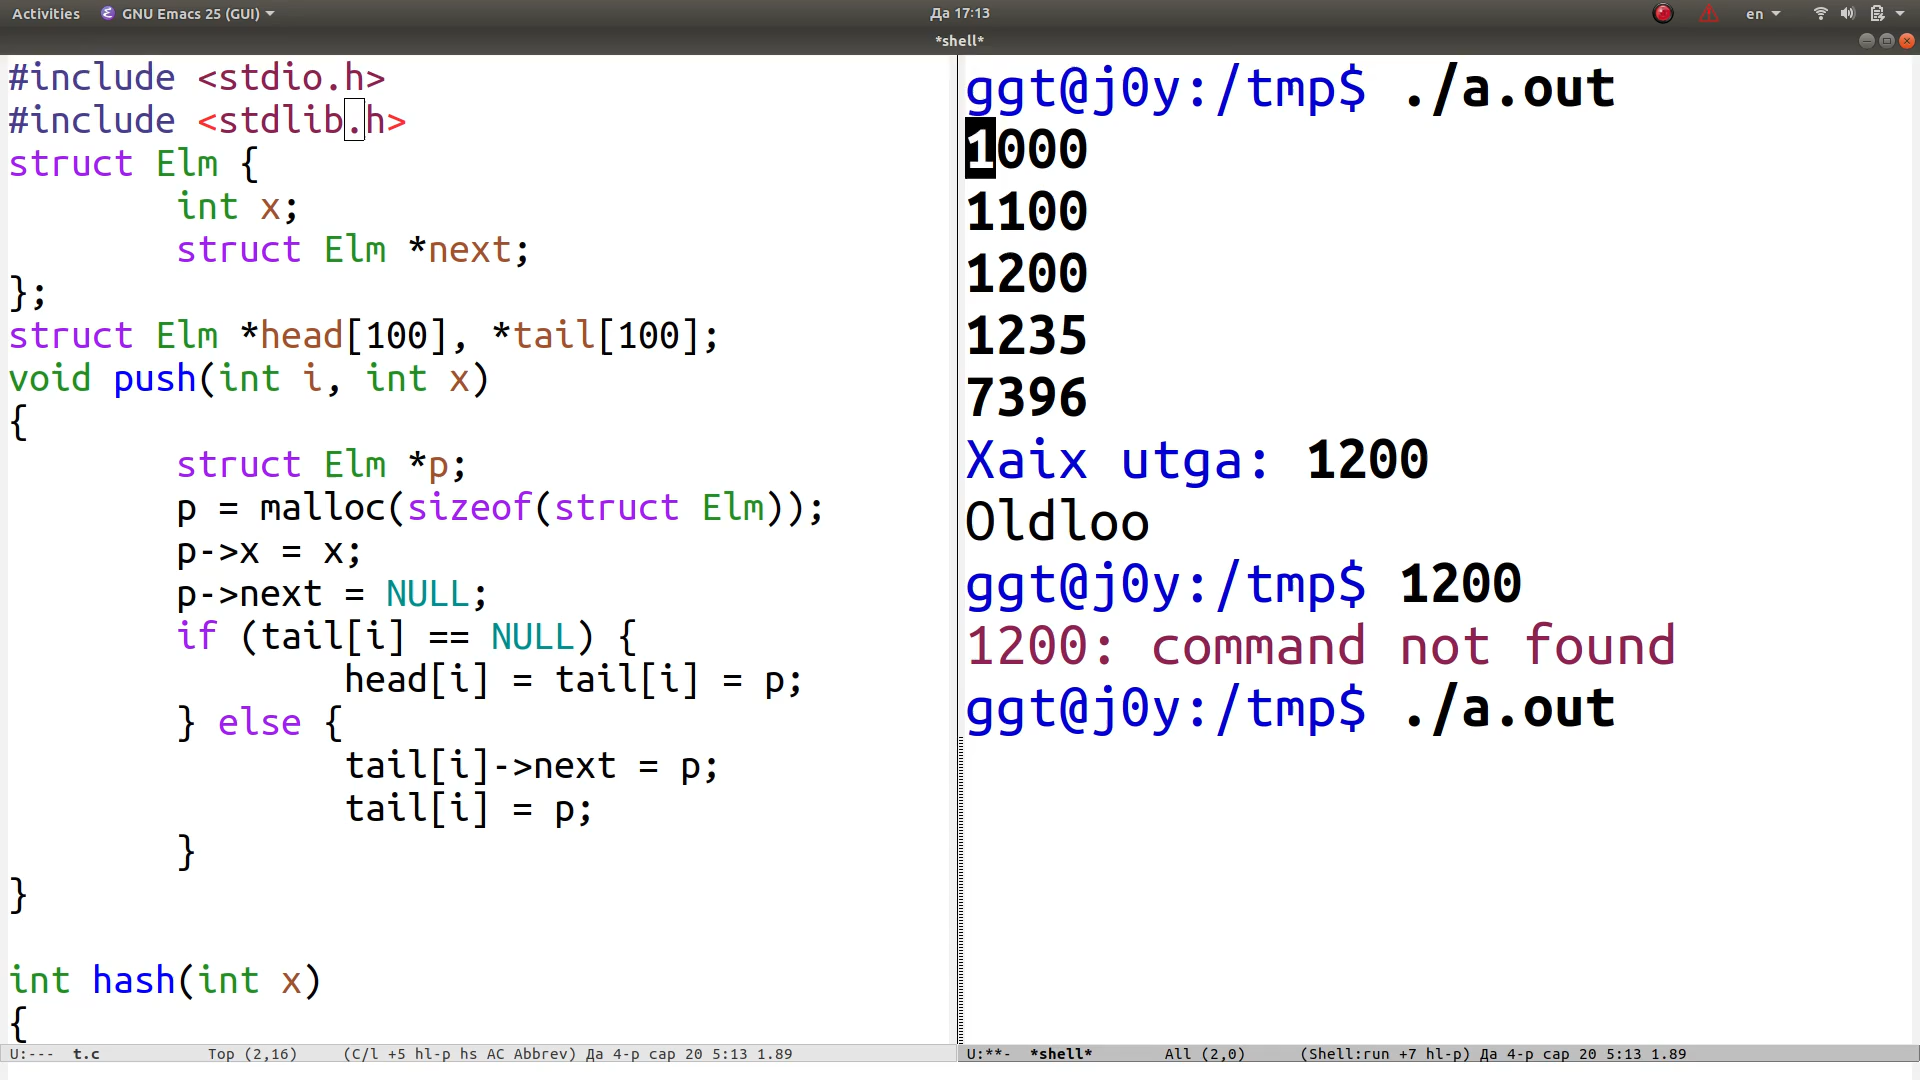 Activities GNU Emacs 25 (GUI) Да 17:13 en
*shell*
#include <stdio.h>
#include <stdlib.h>
struct Elm {
int x;
struct Elm *next;
};
struct Elm *head[100], *tail[100];
void push(int i, int x)
{
struct Elm *p;
p = malloc(sizeof(struct Elm));
p->x = x;
p->next = NULL;
if (tail[i] == NULL) {
head[i] = tail[i] = p;
} else {
tail[i]->next = p;
tail[i] = p;
}
}
int hash(int x)
{
U:--- t.c Top (2,16) (C/l +5 hl-p hs AC Abbrev) Да 4-р сар 20 5:13 1.89
ggt@j0y:/tmp$ ./a.out
1000
1100
1200
1235
7396
Xaix utga: 1200
Oldloo
ggt@j0y:/tmp$ 1200
1200: command not found
ggt@j0y:/tmp$ ./a.out
U:**- *shell* All (2,0) (Shell:run +7 hl-p) Да 4-р сар 20 5:13 1.89